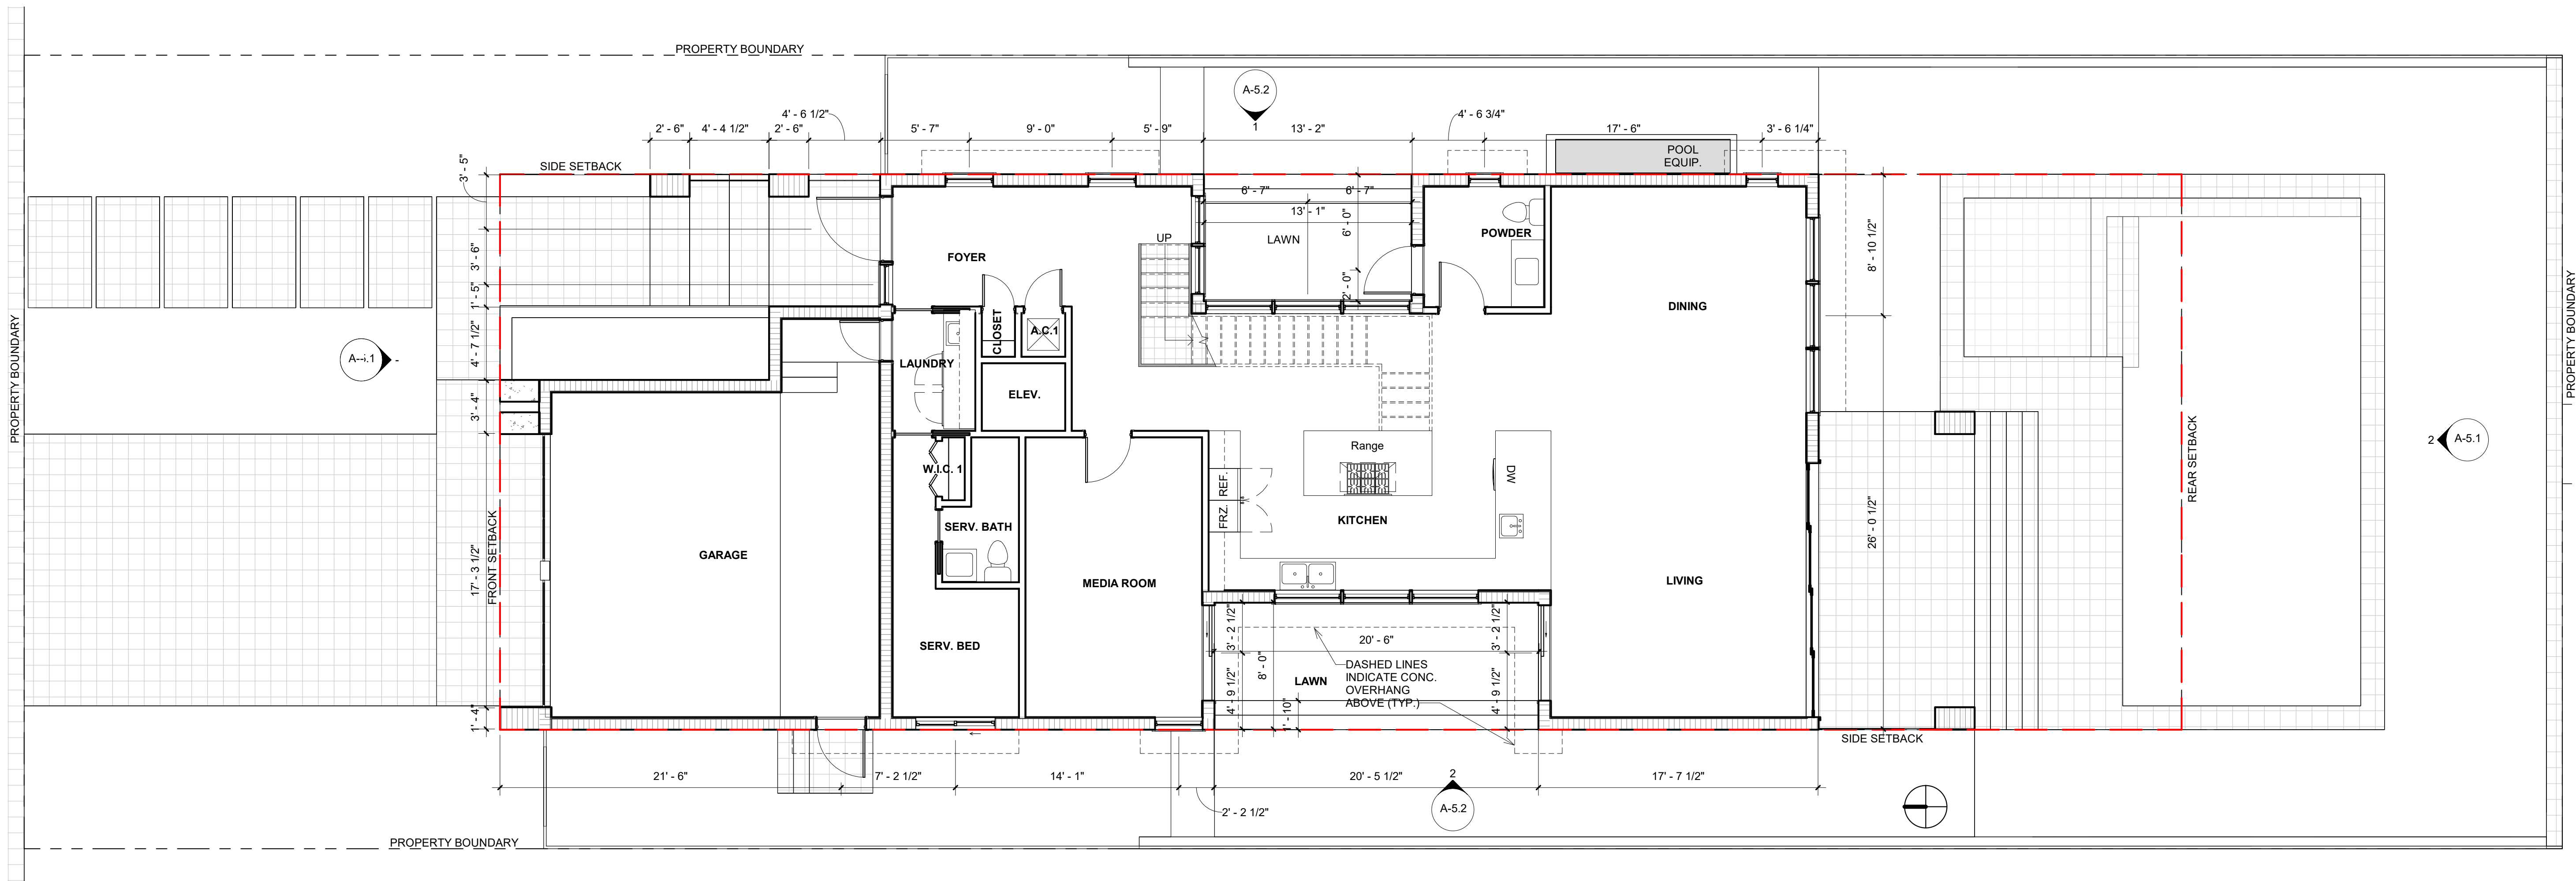 PROPERTY BOUNDARY
A-5.2
1
4' - 6 1/2"
2' - 6"
4' - 4 1/2"
2' - 6"
5' - 7"
9' - 0"
5' - 9"
13' - 2"
4' - 6 3/4"
17' - 6"
3' - 6 1/4"
SIDE SETBACK
3' - 5"
POOL
EQUIP.
6' - 7"
6' - 7"
13' - 1"
6' - 0"
2' - 0"
LAWN
UP
POWDER
FOYER
8' - 10 1/2"
3' - 6"
1' - 5"
DINING
CLOSET
A.C.1
LAUNDRY
ELEV.
4' - 7 1/2"
3' - 4"
PROPERTY BOUNDARY
PROPERTY BOUNDARY
-
Range
REF.
FRZ.
DW
W.I.C. 1
SERV. BATH
KITCHEN
GARAGE
MEDIA ROOM
LIVING
SERV. BED
FRONT SETBACK
17' - 3 1/2"
1' - 4"
26' - 0 1/2"
REAR SETBACK
2
A-5.1
3' - 2 1/2"
3' - 2 1/2"
20' - 6"
8' - 0"
4' - 9 1/2"
4' - 9 1/2"
1' - 10"
LAWN
DASHED LINES
INDICATE CONC.
OVERHANG
ABOVE (TYP.)
SIDE SETBACK
21' - 6"
7' - 2 1/2"
14' - 1"
20' - 5 1/2"
17' - 7 1/2"
2' - 2 1/2"
2
A-5.2
PROPERTY BOUNDARY